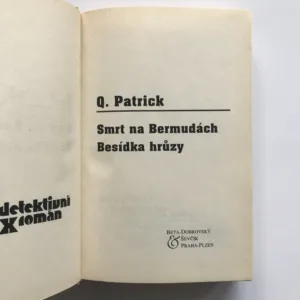 Q. Patrick
Smrt na Bermudách
Besídka hrůzy
detektivní
X román
BETA-DOBROVSKÝ
& ŠEVČÍK
PRAHA-PLZEŇ